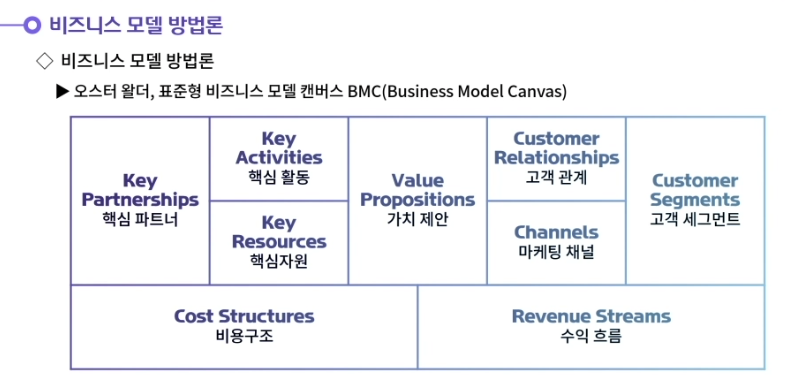 비즈니스 모델 방법론
◇ 비즈니스 모델 방법론
▶ 오스터 왈더, 표준형 비즈니스 모델 캔버스 BMC(Business Model Canvas)
Key
Partnerships
핵심 파트너
Key
Activities
핵심 활동
Key
Resources
핵심자원
Value
Propositions
가치 제안
Customer
Relationships
고객 관계
Channels
마케팅 채널
Customer
Segments
고객 세그먼트
Cost Structures
비용구조
Revenue Streams
수익 흐름